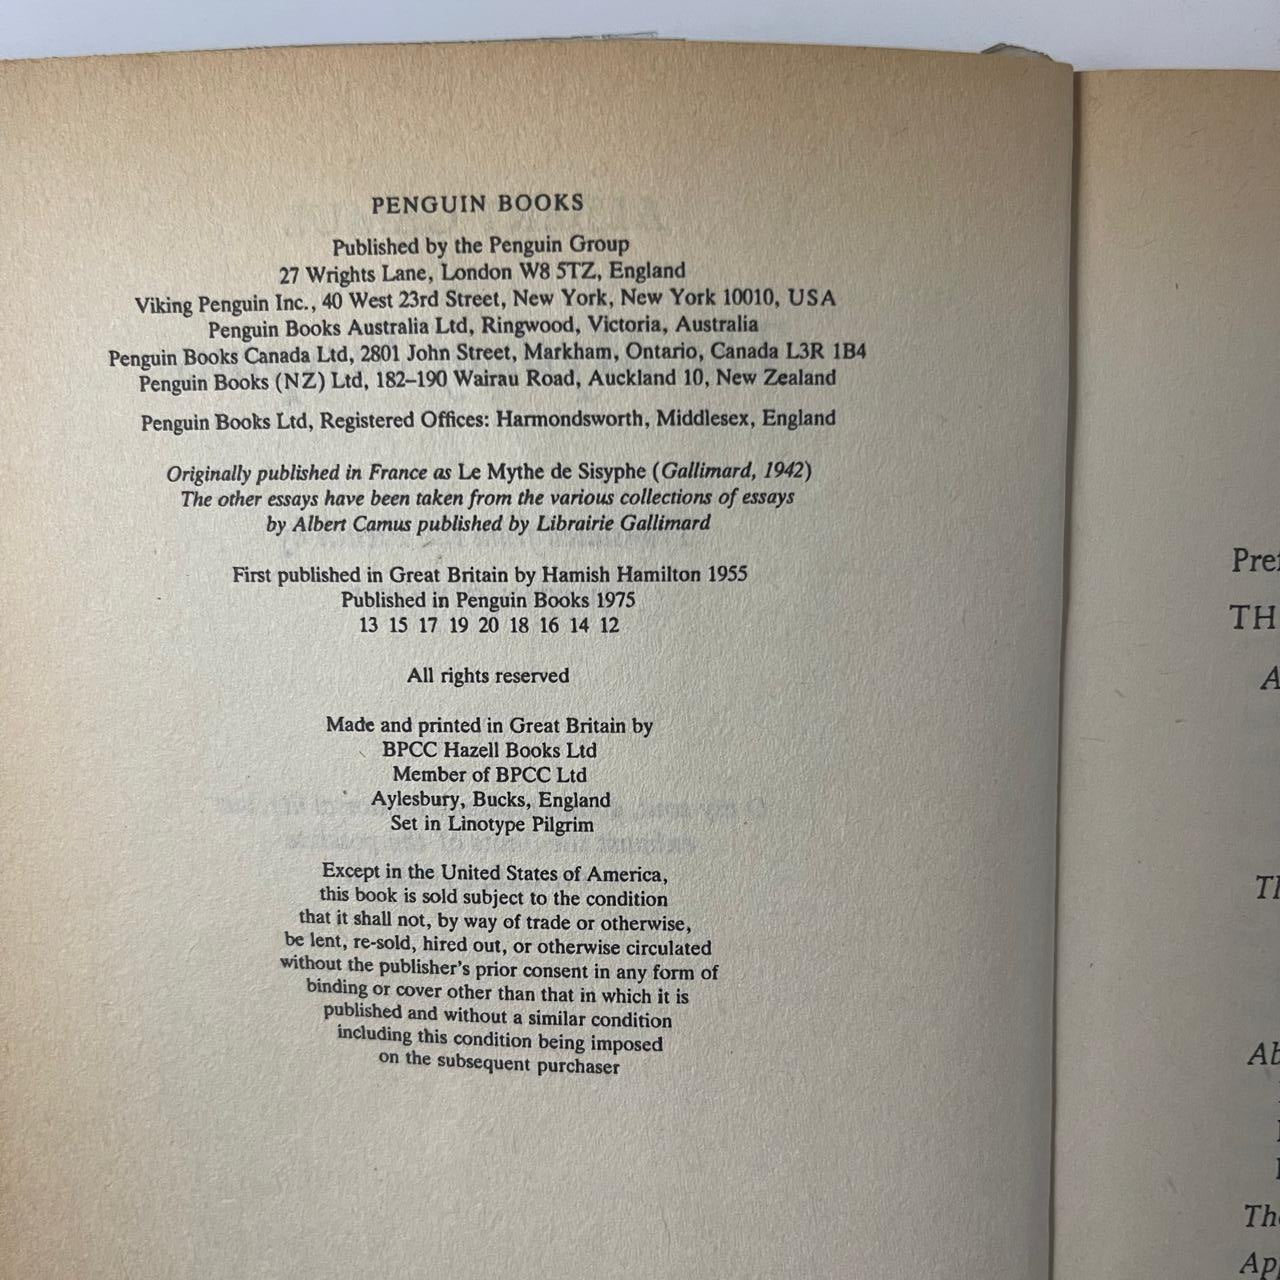 PENGUIN BOOKS
Published by the Penguin Group
27 Wrights Lane, London W8 5TZ, England
Viking Penguin Inc., 40 West 23rd Street, New York, New York 10010, USA
Penguin Books Australia Ltd, Ringwood, Victoria, Australia
Penguin Books Canada Ltd, 2801 John Street, Markham, Ontario, Canada L3R 1B4
Penguin Books (NZ) Ltd, 182–190 Wairau Road, Auckland 10, New Zealand
Penguin Books Ltd, Registered Offices: Harmondsworth, Middlesex, England
Originally published in France as Le Mythe de Sisyphe (Gallimard, 1942)
The other essays have been taken from the various collections of essays
by Albert Camus published by Librairie Gallimard
First published in Great Britain by Hamish Hamilton 1955
Published in Penguin Books 1975
13 15 17 19 20 18 16 14 12
All rights reserved
Made and printed in Great Britain by
BPCC Hazell Books Ltd
Member of BPCC Ltd
Aylesbury, Bucks, England
Set in Linotype Pilgrim
Except in the United States of America,
this book is sold subject to the condition
that it shall not, by way of trade or otherwise,
be lent, re-sold, hired out, or otherwise circulated
without the publisher's prior consent in any form of
binding or cover other than that in which it is
published and without a similar condition
including this condition being imposed
on the subsequent purchaser